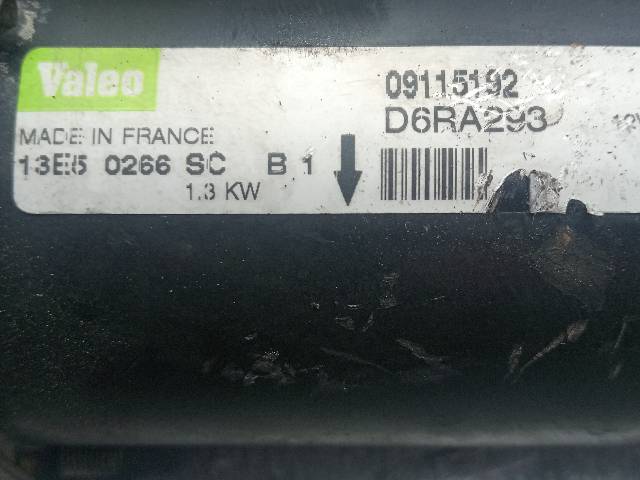 Valeo
09115192
D6RA293
MADE IN FRANCE
13E5 0266 SC B 1
1.3 KW